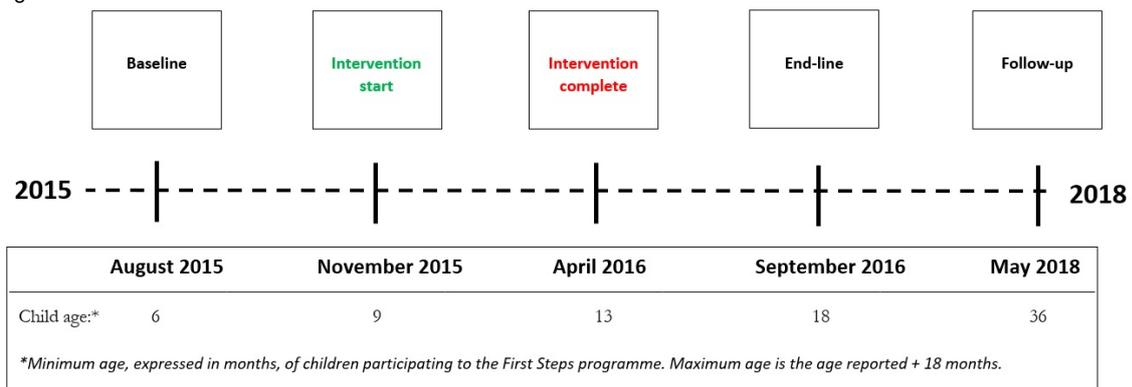 Baseline
Intervention
start
Intervention
complete
End-line
Follow-up
2015
2018
August 2015 November 2015 April 2016 September 2016 May 2018
Child age:* 6 9 13 18 36
*Minimum age, expressed in months, of children participating to the First Steps programme. Maximum age is the age reported + 18 months.